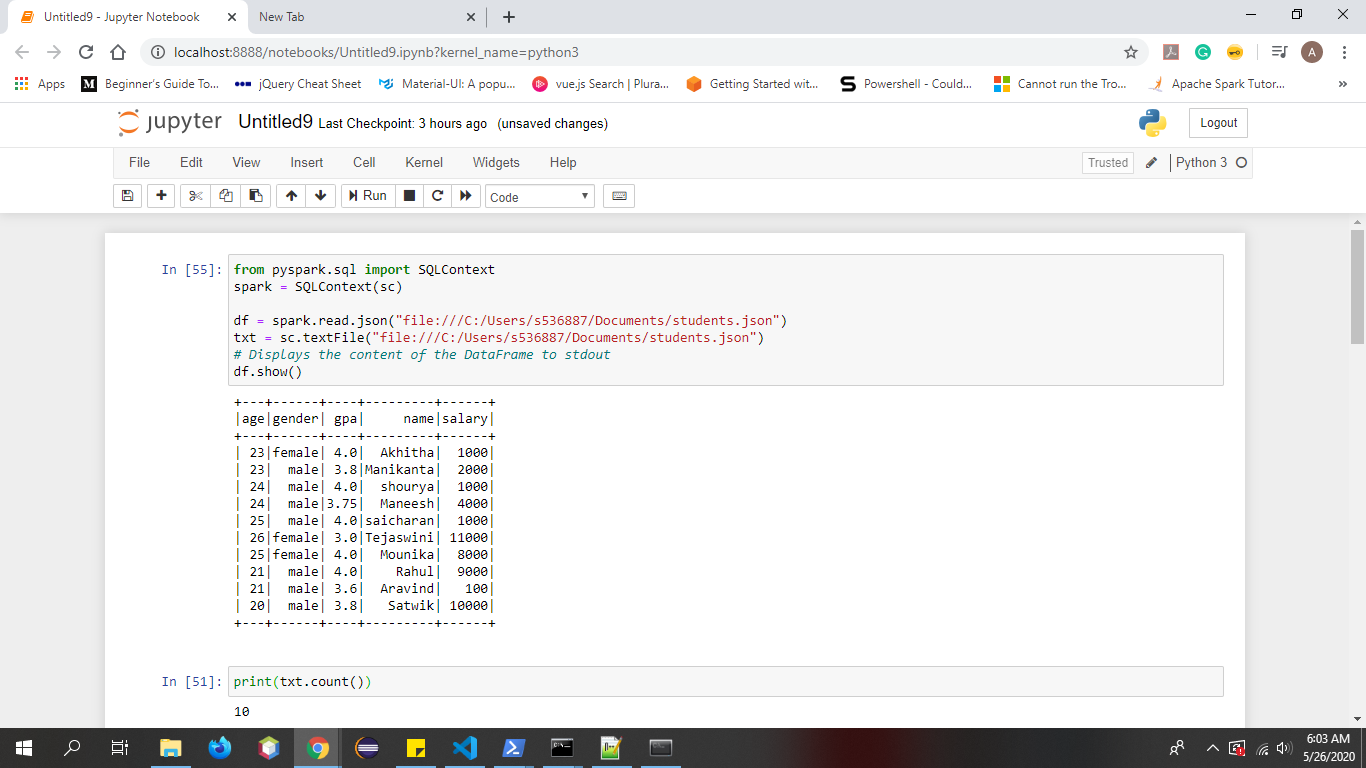 Untitled9 - Jupyter Notebook
New Tab
localhost:8888/notebooks/Untitled9.ipynb?kernel_name=python3
A
Apps
M
Beginner's Guide To...
jQuery Cheat Sheet
Material-UI: A popu...
vue.js Search | Plura...
Getting Started wit...
Powershell - Could...
Cannot run the Tro...
Apache Spark Tutor...
»
jupyter
Untitled9 Last Checkpoint: 3 hours ago (unsaved changes)
Logout
File Edit View Insert Cell Kernel Widgets Help
Trusted
Python 3
Run
Code
In [55]:
from pyspark.sql import SQLContext
spark = SQLContext(sc)
df = spark.read.json("file:///C:/Users/s536887/Documents/students.json")
txt = sc.textFile("file:///C:/Users/s536887/Documents/students.json")
# Displays the content of the DataFrame to stdout
df.show()
+---+------+----+---------+------+
|age|gender| gpa|     name|salary|
+---+------+----+---------+------+
| 23|female| 4.0|  Akhitha|  1000|
| 23|  male| 3.8|Manikanta|  2000|
| 24|  male| 4.0|  shourya|  1000|
| 24|  male|3.75|  Maneesh|  4000|
| 25|  male| 4.0|saicharan|  1000|
| 26|female| 3.0|Tejaswini| 11000|
| 25|female| 4.0|  Mounika|  8000|
| 21|  male| 4.0|    Rahul|  9000|
| 21|  male| 3.6|  Aravind|   100|
| 20|  male| 3.8|   Satwik| 10000|
+---+------+----+---------+------+
In [51]:
print(txt.count())
10
6:03 AM
5/26/2020